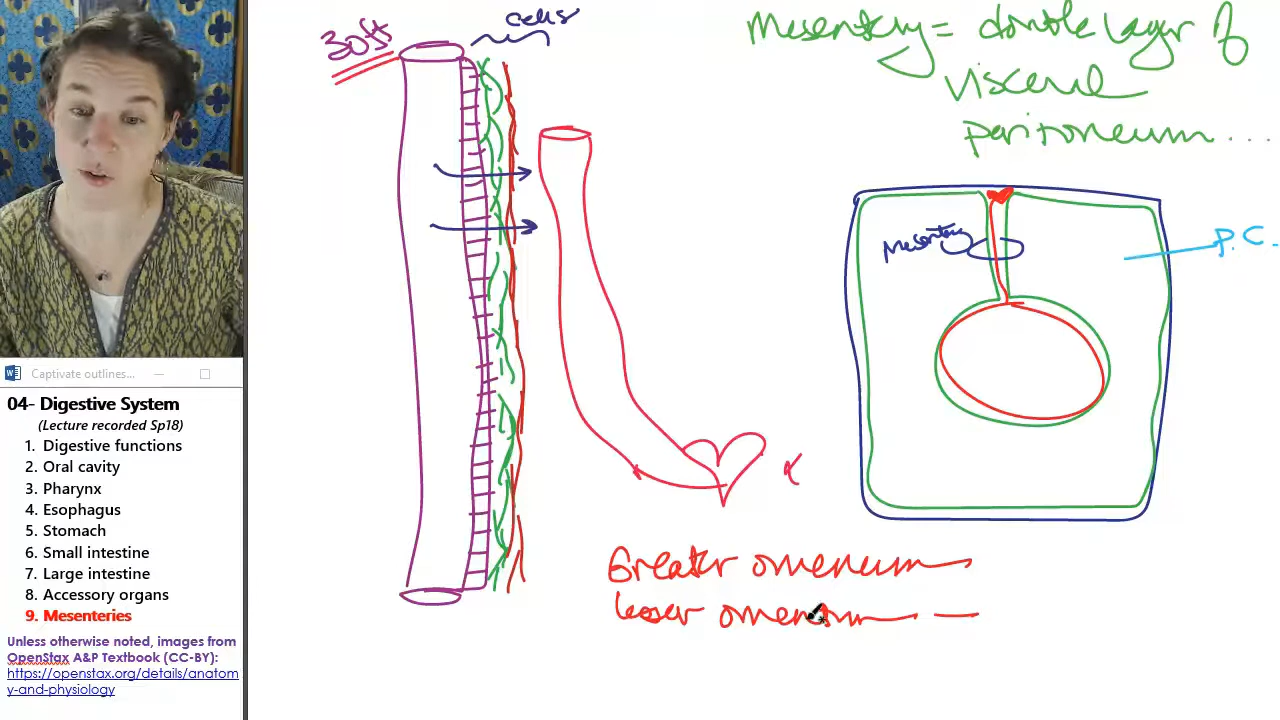 30ft
cells
Mesentery = double layer of
visceral
peritoneum ...
Mesentery
P.C.
Greater omenum
lesser omentum
Captivate outlines...
04- Digestive System
(Lecture recorded Sp18)
1. Digestive functions
2. Oral cavity
3. Pharynx
4. Esophagus
5. Stomach
6. Small intestine
7. Large intestine
8. Accessory organs
9. Mesenteries
Unless otherwise noted, images from
OpenStax A&P Textbook (CC-BY):
https://openstax.org/details/anatom
y-and-physiology